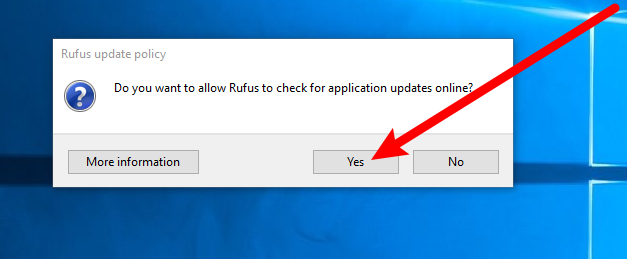 Rufus update policy
Do you want to allow Rufus to check for application updates online?
More information
Yes
No